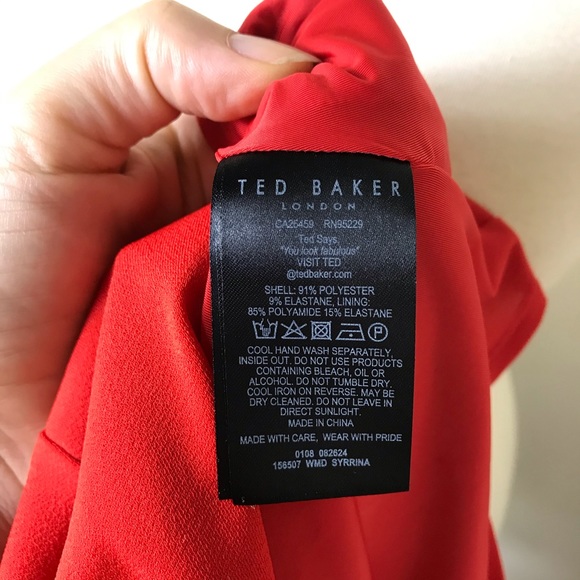 TED BAKER
LONDON
CA25459 RN95229
Ted Says,
"You look fabulous"
VISIT TED
@tedbaker.com
SHELL: 91% POLYESTER
9% ELASTANE, LINING:
85% POLYAMIDE 15% ELASTANE
P
COOL HAND WASH SEPARATELY,
INSIDE OUT. DO NOT USE PRODUCTS
CONTAINING BLEACH, OIL OR
ALCOHOL. DO NOT TUMBLE DRY.
COOL IRON ON REVERSE. MAY BE
DRY CLEANED. DO NOT LEAVE IN
DIRECT SUNLIGHT.
MADE IN CHINA
MADE WITH CARE, WEAR WITH PRIDE
0108 082624
156507 WMD SYRRINA